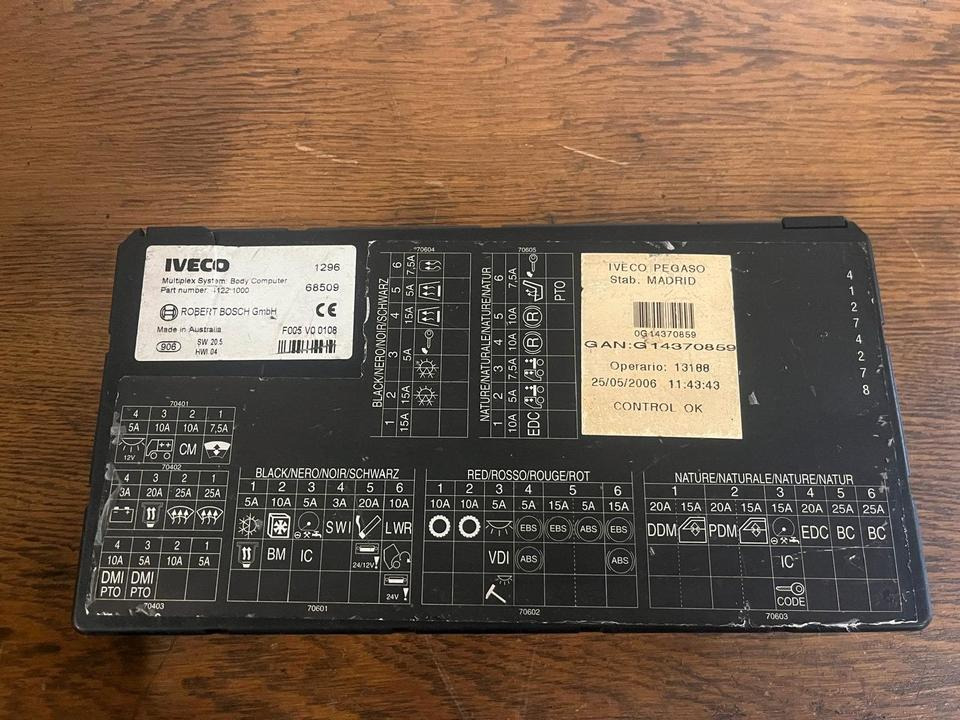 IVECO 1296
Multiplex System: Body Computer
Part number: 4122 1000 68509
ROBERT BOSCH GmbH CE
Made in Australia F005 V0 0108
906 SW 20.5
HWI 04
70604
BLACK/NERO/NOIR/SCHWARZ
1 2 3 4 5 6
15A 15A 5A 15A 5A 7,5A
70605
NATURE/NATURALE/NATURE/NATUR
1 2 3 4 5 6
10A 5A 7,5A 10A 10A 7,5A
EDC (R) (R)
PTO
IVECO PEGASO
Stab. MADRID
0G14370859
GAN:G14370859
Operario: 13188
25/05/2006 11:43:43
CONTROL OK
4
1
2
7
4
2
7
8
70401
4 3 2 1
5A 10A 10A 7,5A
12V CM
70402
4 3 2 1
3A 20A 25A 25A
4 3 2 1
10A 5A 10A 5A
DMI DMI
PTO PTO
70403
BLACK/NERO/NOIR/SCHWARZ
1 2 3 4 5 6
5A 10A 5A 3A 20A 10A
SWI LWR
BM IC 24/12V
24V
70601
RED/ROSSO/ROUGE/ROT
1 2 3 4 5 6
10A 10A 5A 5A 15A 5A 15A
EBS EBS ABS EBS
VDI ABS ABS
70602
NATURE/NATURALE/NATURE/NATUR
1 2 3 4 5 6
20A 15A 20A 15A 15A 20A 25A 25A
DDM PDM EDC BC BC
IC
CODE
70603